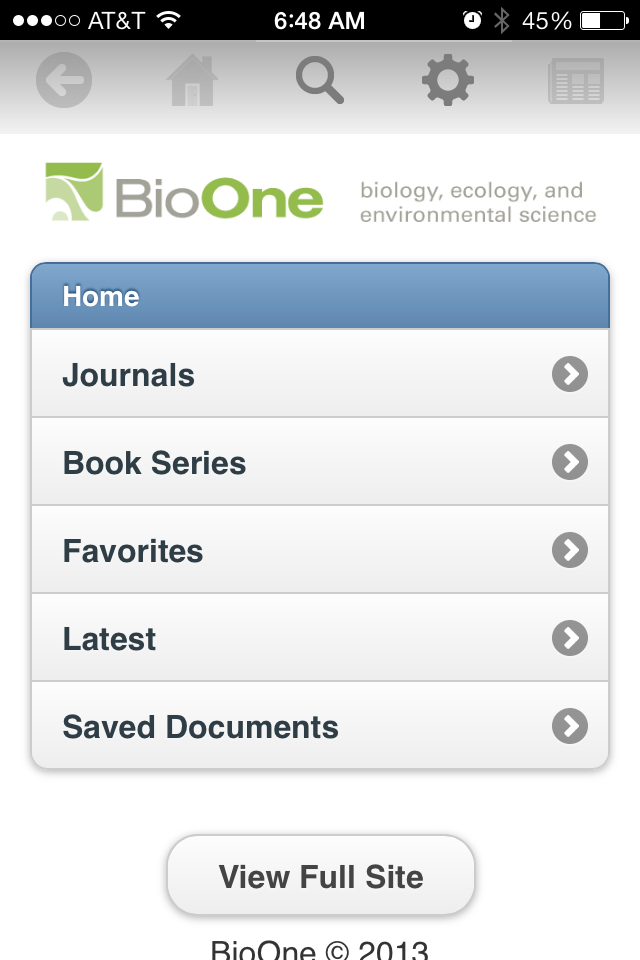 AT&T 6:48 AM 45%
BioOne
biology, ecology, and
environmental science
Home
Journals
Book Series
Favorites
Latest
Saved Documents
View Full Site
BioOne © 2013